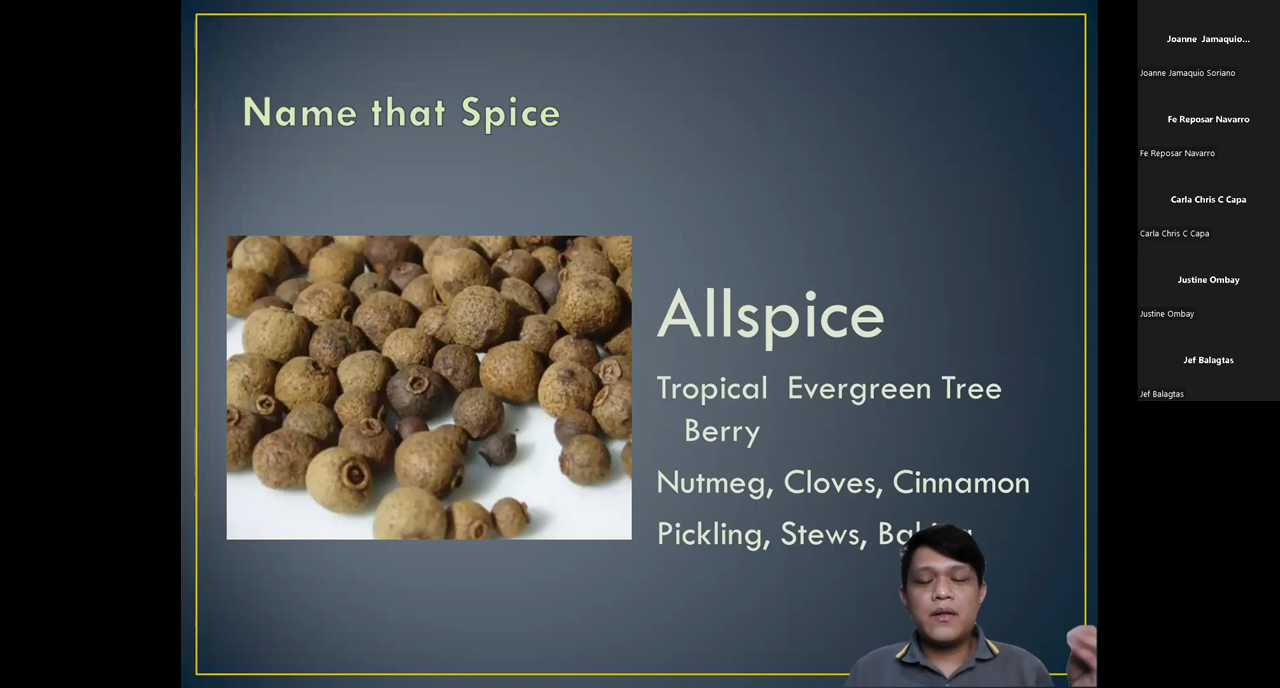 Name that Spice
Allspice
Tropical Evergreen Tree
Berry
Nutmeg, Cloves, Cinnamon
Pickling, Stews,
Joanne Jamaquio...
Joanne Jamaquio Soriano
Fe Reposar Navarro
Fe Reposar Navarro
Carla Chris C Capa
Carla Chris C Capa
Justine Ombay
Justine Ombay
Jef Balagtas
Jef Balagtas